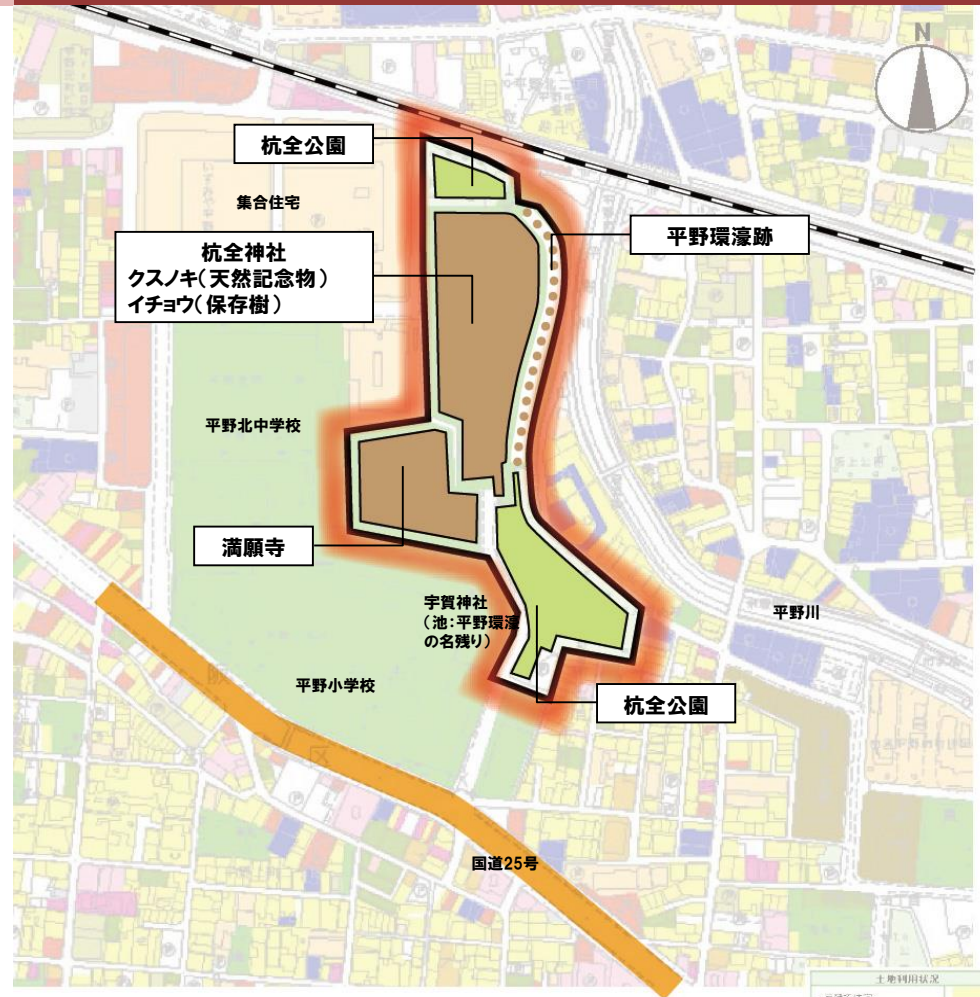 N
杭全公園
集合住宅
平野環濠跡
杭全神社
クスノキ(天然記念物)
イチョウ(保存樹)
平野北中学校
満願寺
宇賀神社
(池:平野環濠
の名残り)
平野川
平野小学校
杭全公園
国道25号
土地利用状況